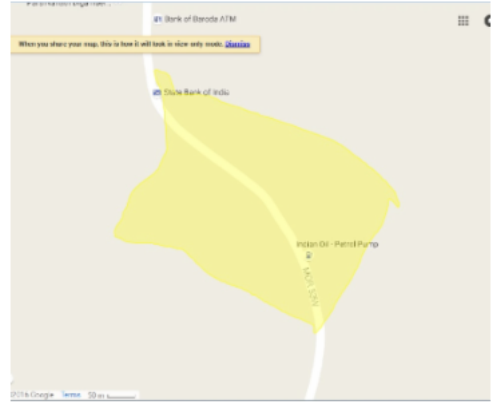 Bank of Baroda ATM
When you share your map, this is how it will look in view only mode. Dismiss
State Bank of India
Indian Oil - Petrol Pump
2016 Google Terms 50 m